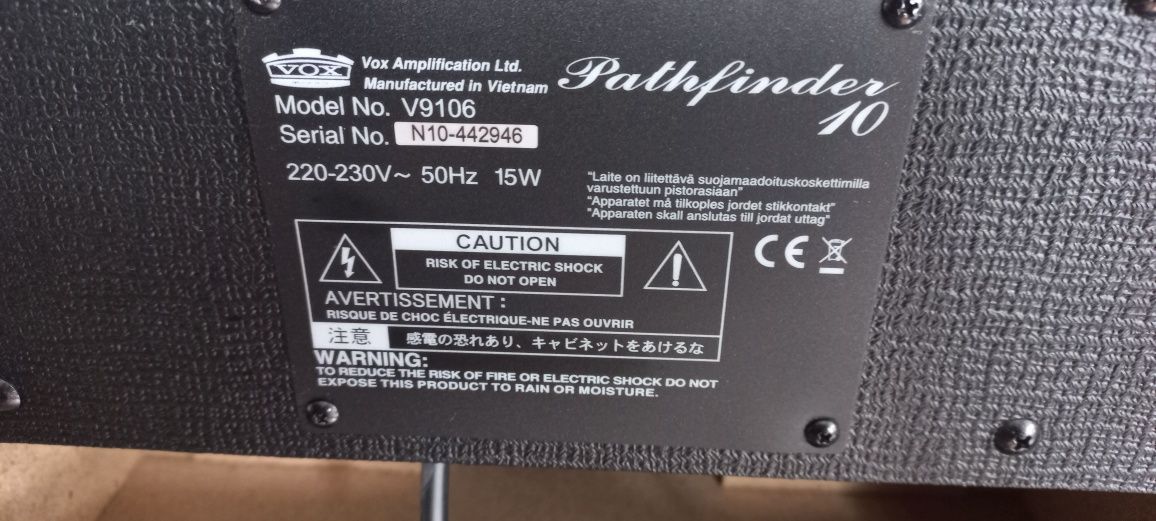 VOX
Vox Amplification Ltd.
Manufactured in Vietnam
Pathfinder
10
Model No. V9106
Serial No. N10-442946
220-230V~ 50Hz 15W
"Laite on liitettävä suojamaadoituskoskettimilla
varustettuun pistorasiaan"
"Apparatet må tilkoples jordet stikkontakt"
"Apparaten skall anslutas till jordat uttag"
CAUTION
RISK OF ELECTRIC SHOCK
DO NOT OPEN
CE
AVERTISSEMENT :
RISQUE DE CHOC ÉLECTRIQUE-NE PAS OUVRIR
注意 感電の恐れあり、キャビネットをあけるな
WARNING:
TO REDUCE THE RISK OF FIRE OR ELECTRIC SHOCK DO NOT
EXPOSE THIS PRODUCT TO RAIN OR MOISTURE.